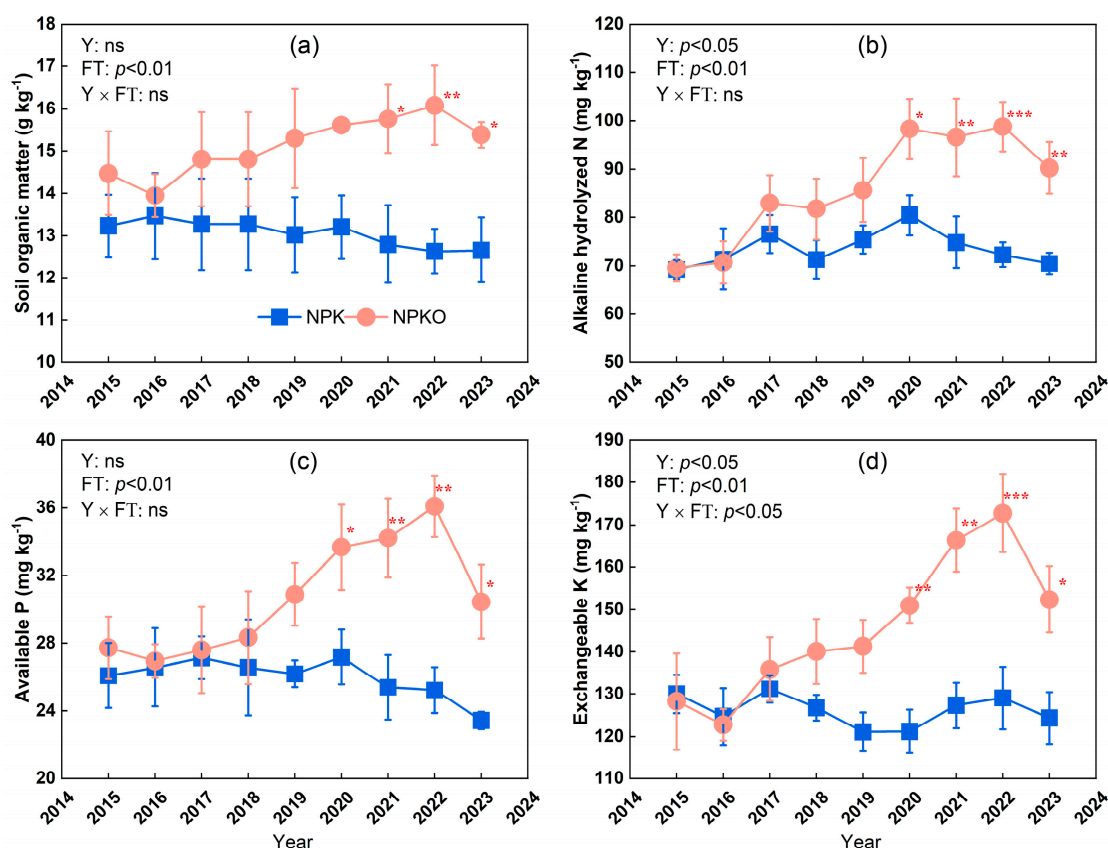 (a)
Y: ns
FT: p<0.01
Y × FT: ns
Soil organic matter (g kg⁻¹)
18
17
16
15
14
13
12
11
10
* ** *
NPK NPKO
2014 2015 2016 2017 2018 2019 2020 2021 2022 2023 2024
(b)
Y: p<0.05
FT: p<0.01
Y × FT: ns
Alkaline hydrolyzed N (mg kg⁻¹)
120
110
100
90
80
70
60
50
* ** *** **
2014 2015 2016 2017 2018 2019 2020 2021 2022 2023 2024
(c)
Y: ns
FT: p<0.01
Y × FT: ns
Available P (mg kg⁻¹)
40
36
32
28
24
20
* ** ** *
2014 2015 2016 2017 2018 2019 2020 2021 2022 2023 2024
Year
(d)
Y: p<0.05
FT: p<0.01
Y × FT: p<0.05
Exchangeable K (mg kg⁻¹)
190
180
170
160
150
140
130
120
110
** ** *** *
2014 2015 2016 2017 2018 2019 2020 2021 2022 2023 2024
Year